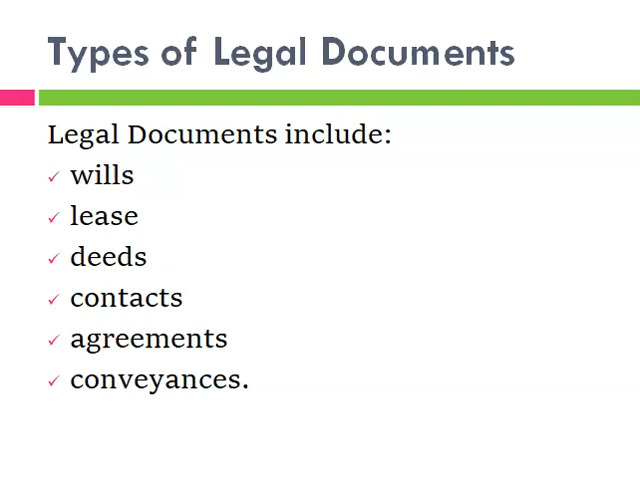 Types of Legal Documents
Legal Documents include:
✓ wills
✓ lease
✓ deeds
✓ contacts
✓ agreements
✓ conveyances.